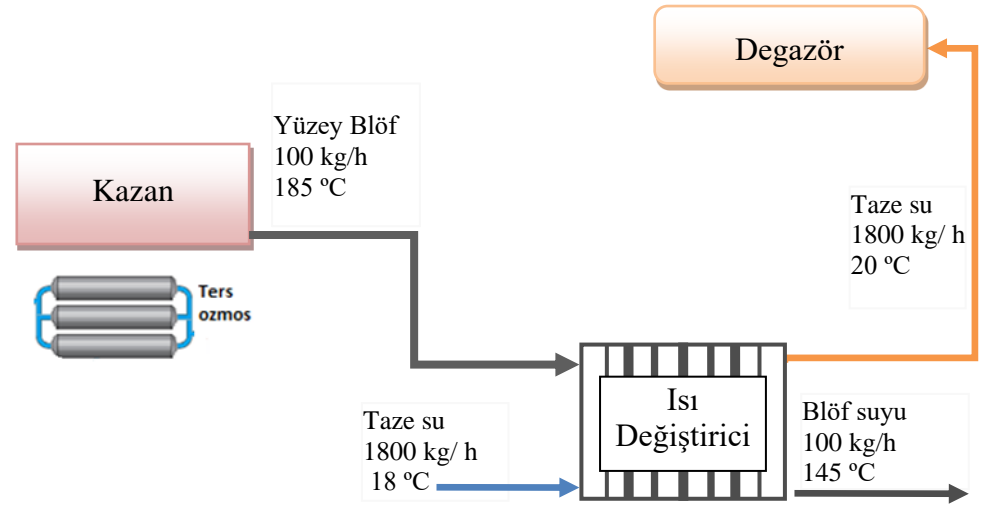 Degazör
Yüzey Blöf
100 kg/h
185 ºC
Kazan
Taze su
1800 kg/ h
20 ºC
Ters
ozmos
Isı
Değiştirici
Taze su
1800 kg/ h
18 ºC
Blöf suyu
100 kg/h
145 ºC